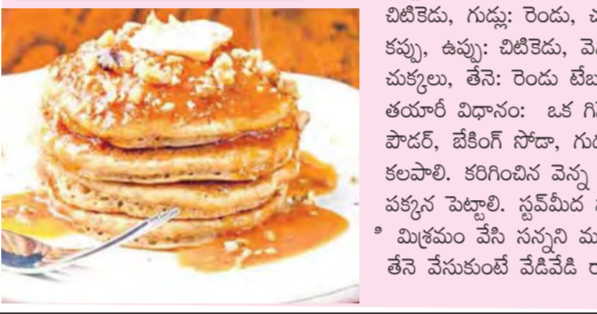 చిటికెడు, గుడ్లు: రెండు,
కప్పు, ఉప్పు: చిటికెడు,
చుక్కలు, తేనె: రెండు
తయారీ విధానం: ఒక
పౌడర్, బేకింగ్ సోడా,
కలపాలి. కరిగించిన వెన్న
పక్కన పెట్టాలి. స్టవ్‌మీద
మిశ్రమం వేసి సన్నని
తేనె వేసుకుంటే వేడివేడి